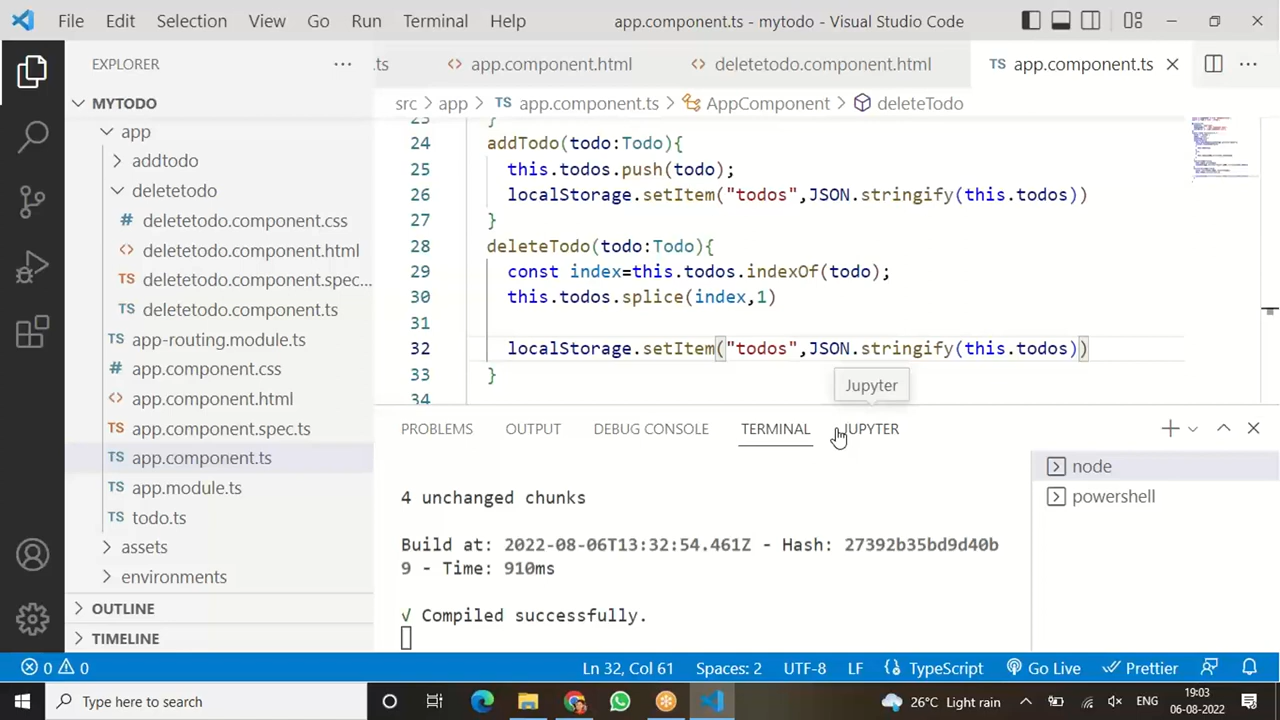 File Edit Selection View Go Run Terminal Help app.component.ts - mytodo - Visual Studio Code
EXPLORER
.ts app.component.html deletetodo.component.html TS app.component.ts
MYTODO
src > app > TS app.component.ts > AppComponent > deleteTodo
app
addtodo
deletetodo
deletetodo.component.css
deletetodo.component.html
TS deletetodo.component.spec...
TS deletetodo.component.ts
TS app-routing.module.ts
# app.component.css
app.component.html
TS app.component.spec.ts
TS app.component.ts
TS app.module.ts
TS todo.ts
assets
environments
OUTLINE
TIMELINE
23 }
24 addTodo(todo:Todo){
25 this.todos.push(todo);
26 localStorage.setItem("todos",JSON.stringify(this.todos))
27 }
28 deleteTodo(todo:Todo){
29 const index=this.todos.indexOf(todo);
30 this.todos.splice(index,1)
31
32 localStorage.setItem("todos",JSON.stringify(this.todos))
33 }
34
Jupyter
PROBLEMS OUTPUT DEBUG CONSOLE TERMINAL JUPYTER
4 unchanged chunks
Build at: 2022-08-06T13:32:54.461Z - Hash: 27392b35bd9d40b
9 - Time: 910ms
√ Compiled successfully.
node
powershell
0 0 Ln 32, Col 61 Spaces: 2 UTF-8 LF TypeScript Go Live Prettier
Type here to search 26°C Light rain ENG 19:03
06-08-2022